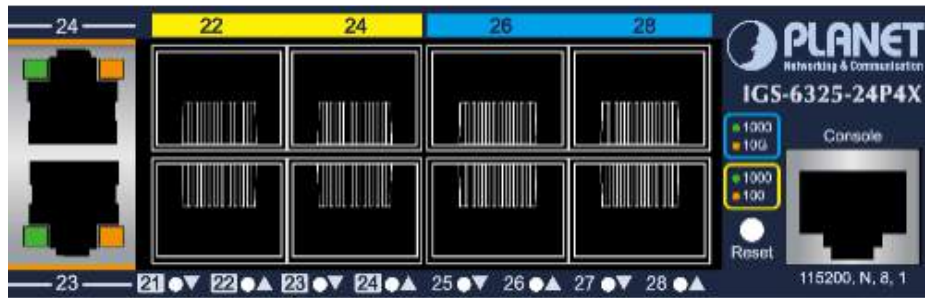 24
22 24 26 28
PLANET
Networking & Communication
IGS-6325-24P4X
1000
10G
Console
1000
100
Reset
23
21 22 23 24 25 26 27 28
115200, N, 8, 1